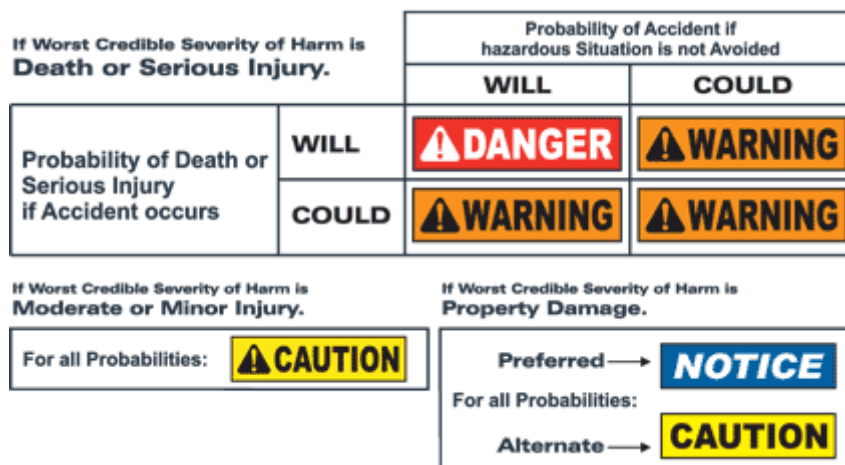 If Worst Credible Severity of Harm is
Death or Serious Injury.
Probability of Accident if
hazardous Situation is not Avoided
WILL COULD
Probability of Death or
Serious Injury
if Accident occurs
WILL DANGER WARNING
COULD WARNING WARNING
If Worst Credible Severity of Harm is
Moderate or Minor Injury.
For all Probabilities: CAUTION
If Worst Credible Severity of Harm is
Property Damage.
Preferred → NOTICE
For all Probabilities:
Alternate → CAUTION